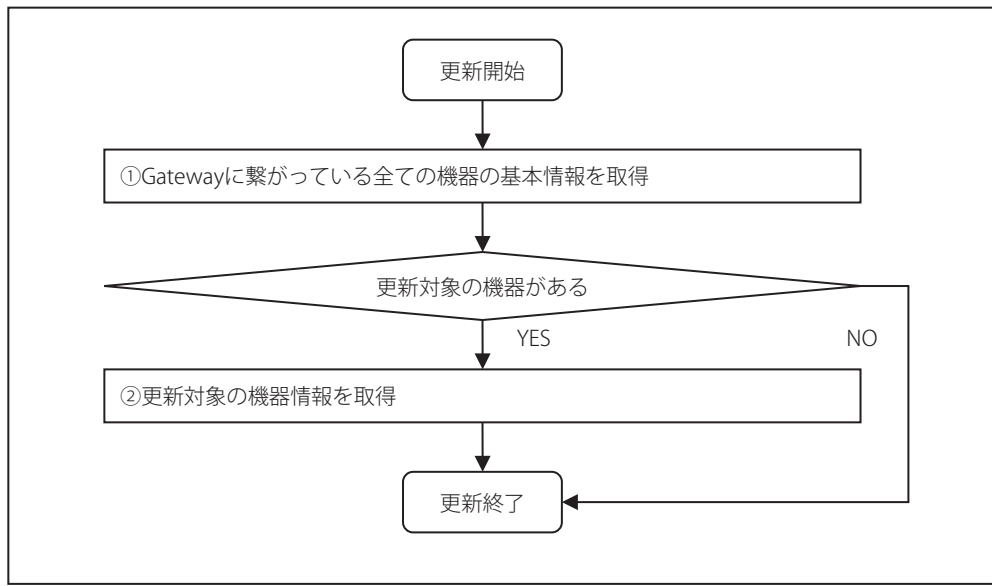 更新開始
①Gatewayに繋がっている全ての機器の基本情報を取得
更新対象の機器がある
YES
NO
②更新対象の機器情報を取得
更新終了